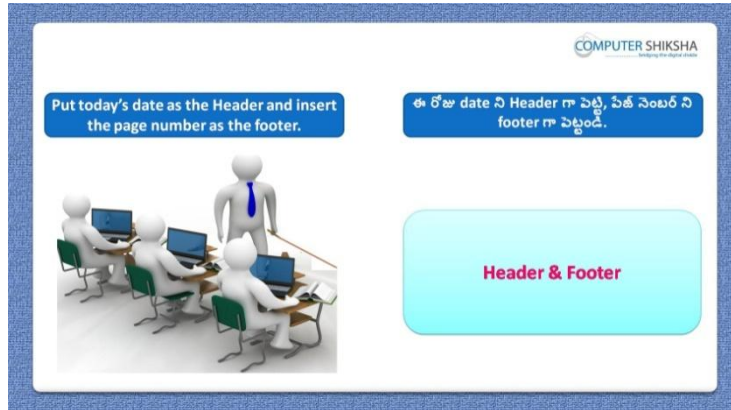 COMPUTER SHIKSHA
bridging the digital divide
Put today's date as the Header and insert
the page number as the footer.
ఈ రోజు date ని Header గా పెట్టి, పేజ్ నెంబర్ ని
footer గా పెట్టండి.
Header & Footer